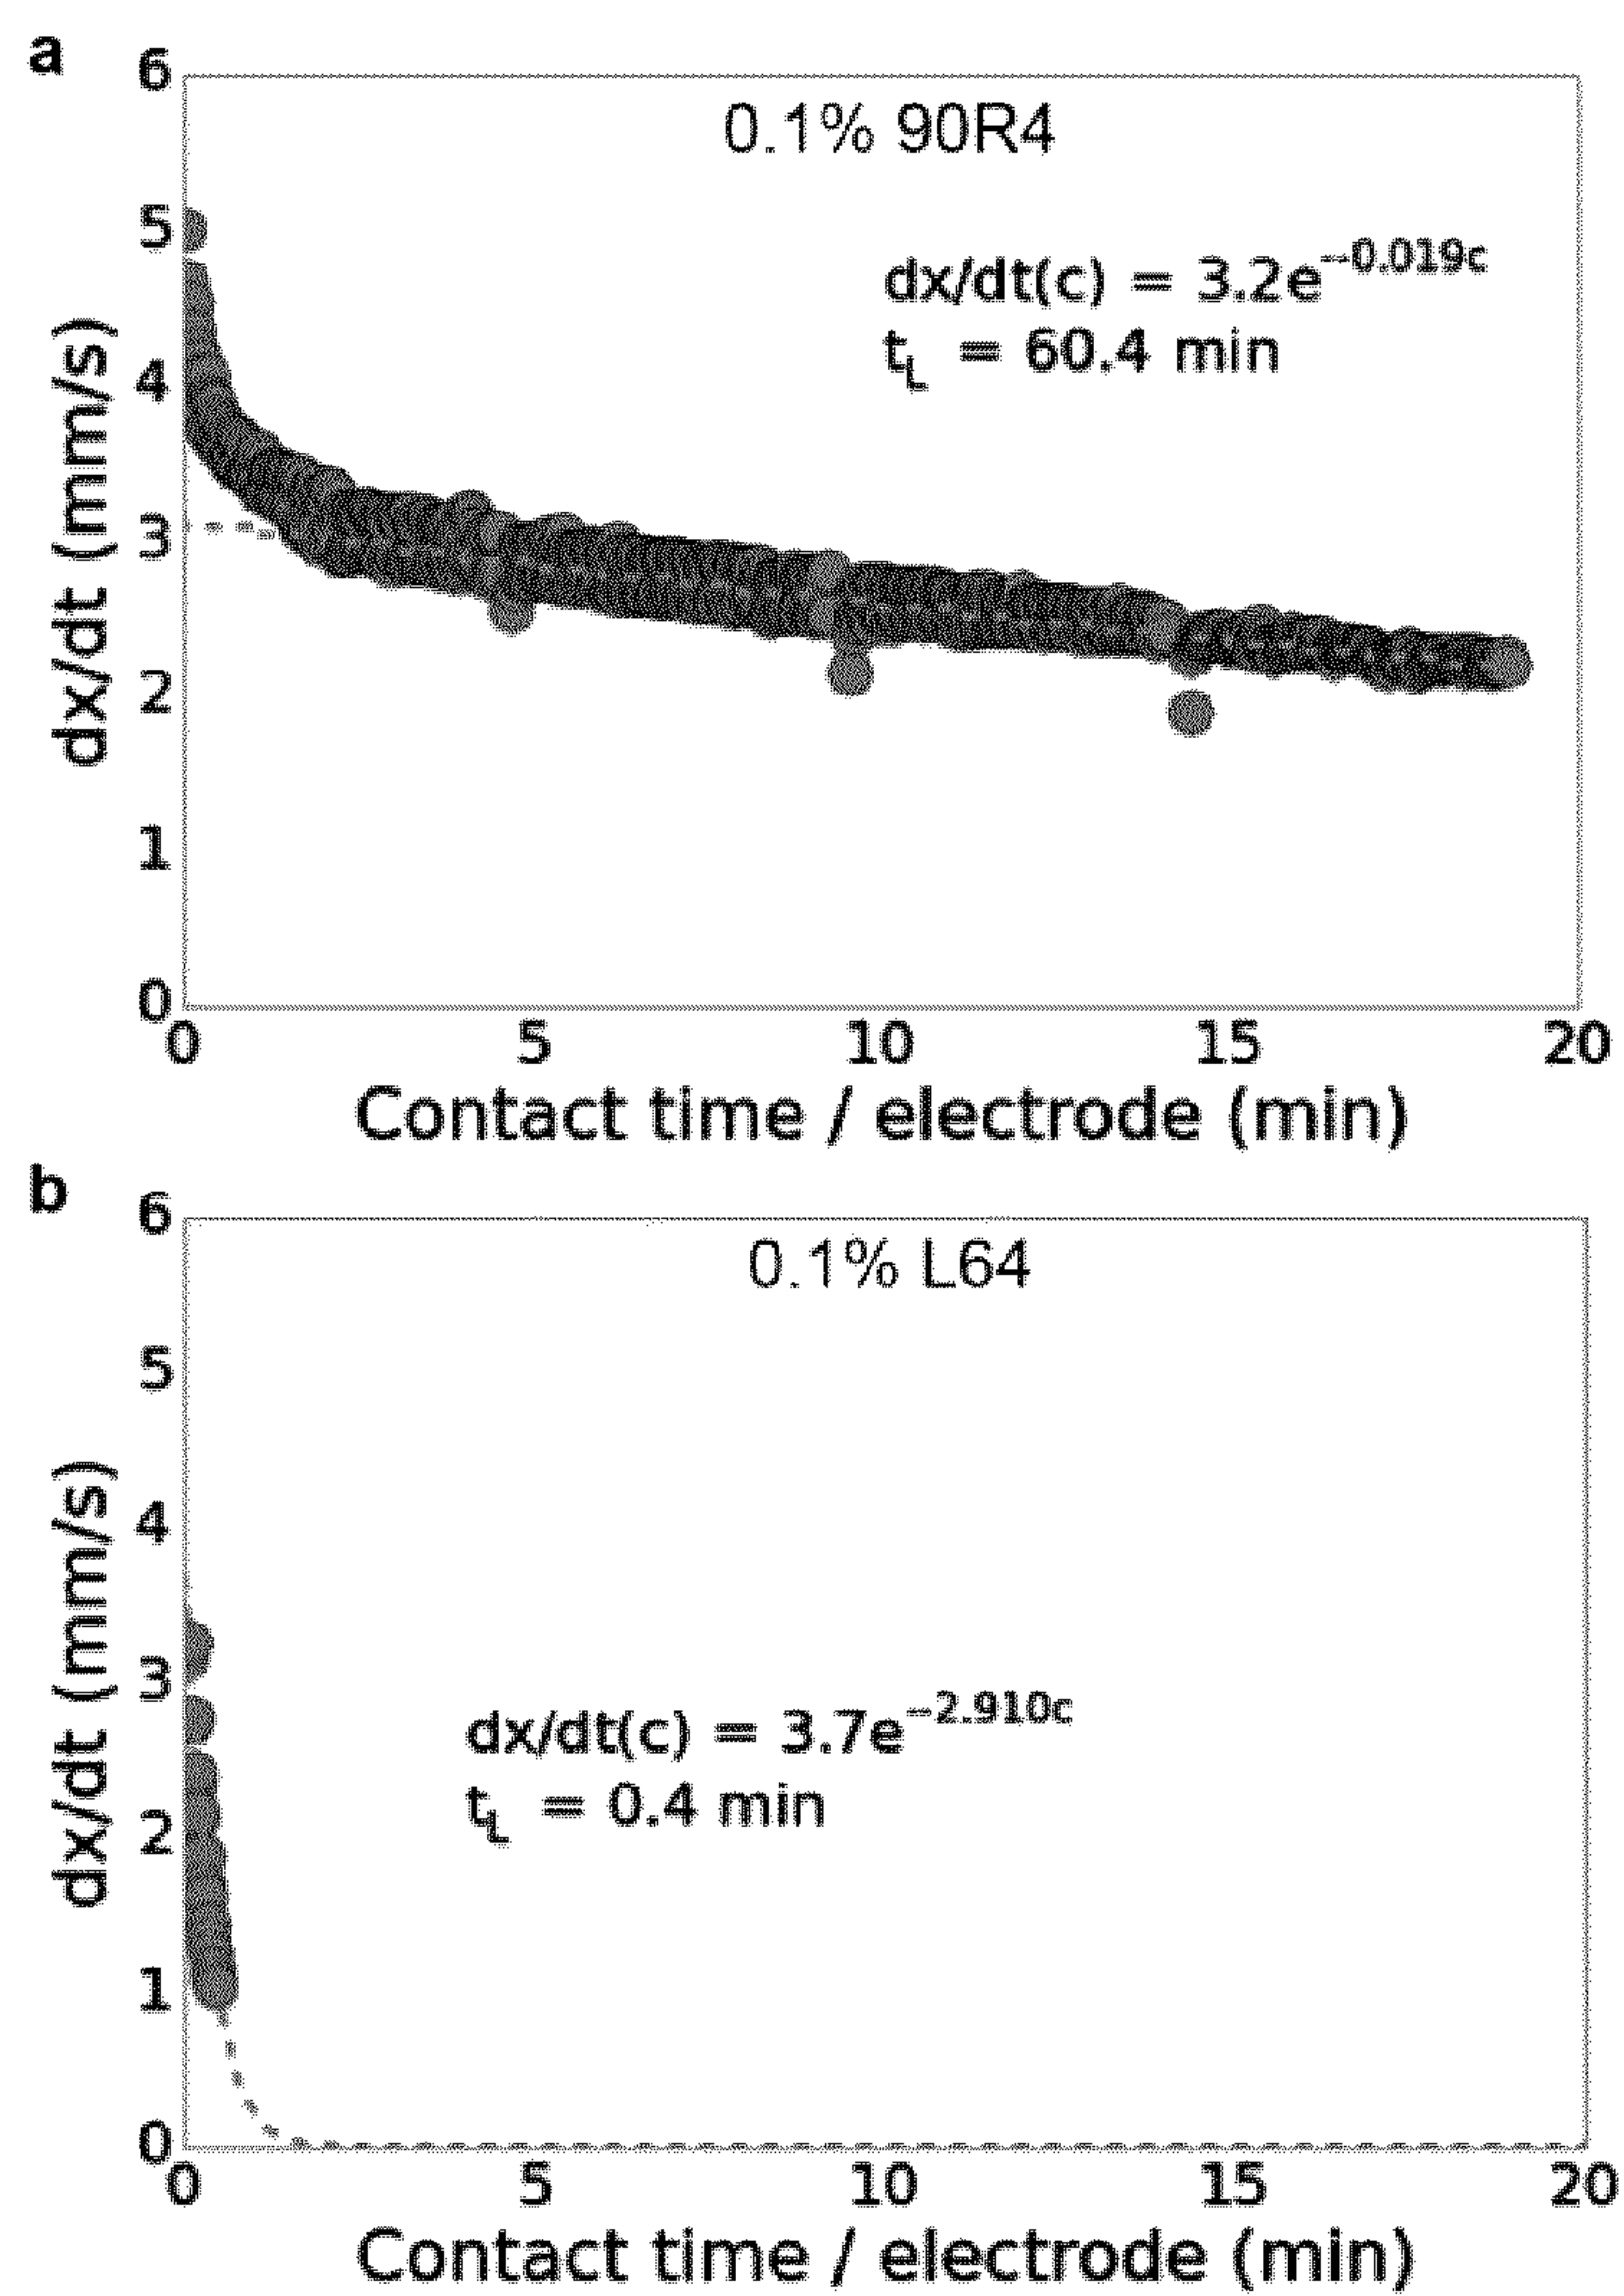 a
6
0.1% 90R4
5
dx/dt(c) = 3.2e^−0.019c
t_L = 60.4 min
4
dx/dt (mm/s)
3
2
1
0
0 5 10 15 20
Contact time / electrode (min)
b
6
0.1% L64
5
4
dx/dt (mm/s)
3
dx/dt(c) = 3.7e^−2.910c
t_L = 0.4 min
2
1
0
0 5 10 15 20
Contact time / electrode (min)